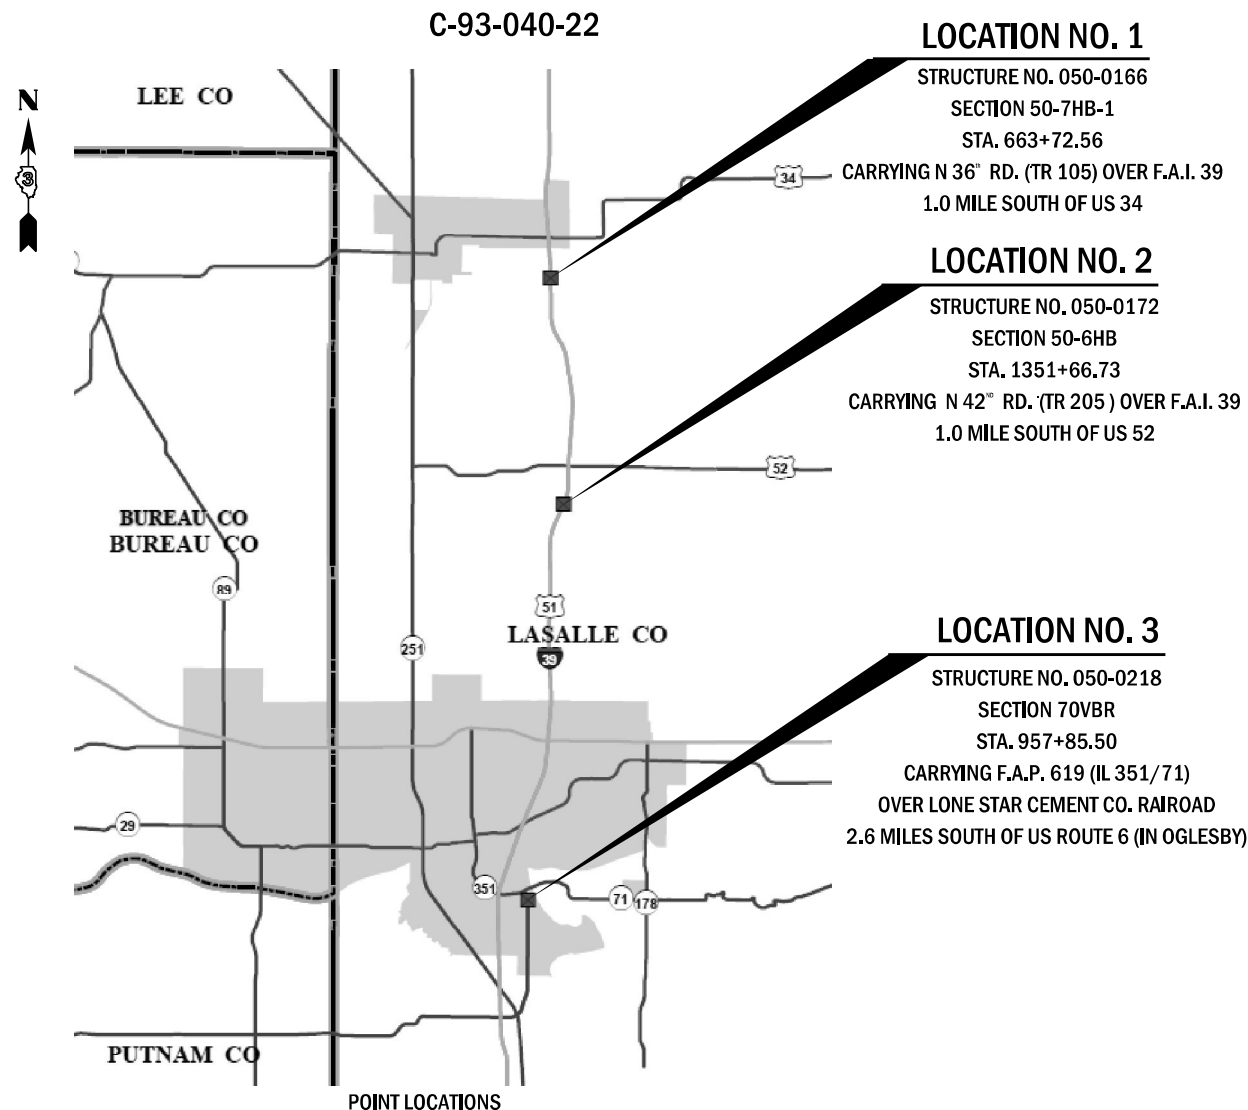 C-93-040-22
LOCATION NO. 1
STRUCTURE NO. 050-0166
SECTION 50-7HB-1
STA. 663+72.56
CARRYING N 36" RD. (TR 105) OVER F.A.I. 39
1.0 MILE SOUTH OF US 34
LOCATION NO. 2
STRUCTURE NO. 050-0172
SECTION 50-6HB
STA. 1351+66.73
CARRYING N 42ND RD. (TR 205 ) OVER F.A.I. 39
1.0 MILE SOUTH OF US 52
LOCATION NO. 3
STRUCTURE NO. 050-0218
SECTION 70VBR
STA. 957+85.50
CARRYING F.A.P. 619 (IL 351/71)
OVER LONE STAR CEMENT CO. RAIROAD
2.6 MILES SOUTH OF US ROUTE 6 (IN OGLESBY)
N
3
LEE CO
34
52
BUREAU CO
BUREAU CO
89
51
LASALLE CO
251
39
29
351
71
178
PUTNAM CO
POINT LOCATIONS